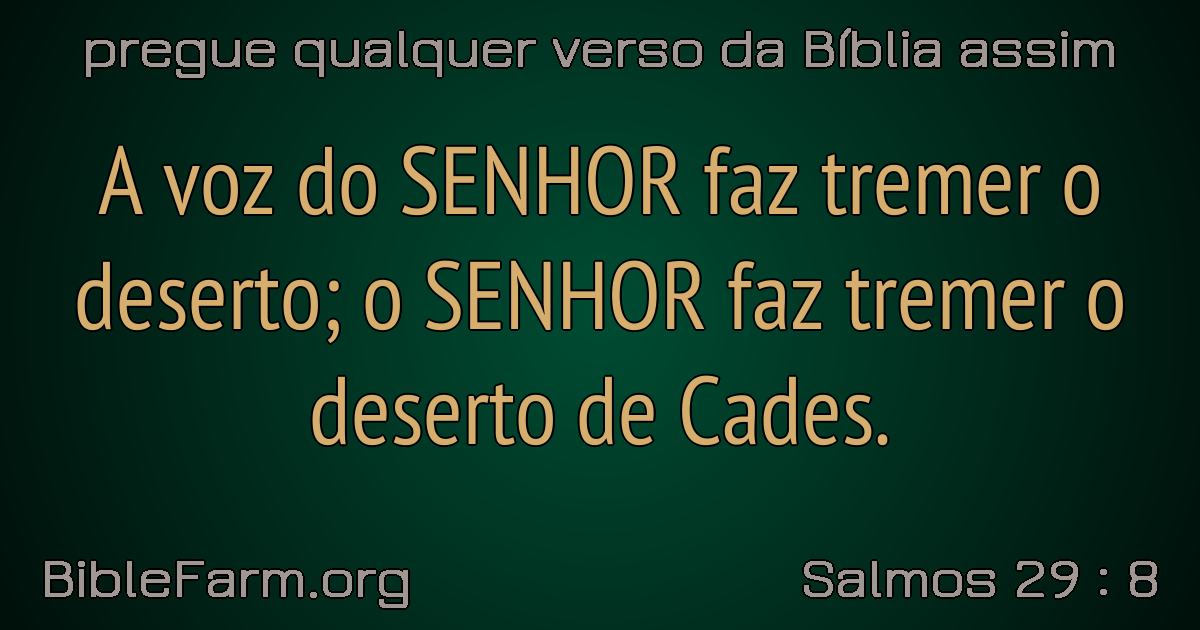 pregue qualquer verso da Bíblia assim
A voz do SENHOR faz tremer o
deserto; o SENHOR faz tremer o
deserto de Cades.
BibleFarm.org
Salmos 29 : 8